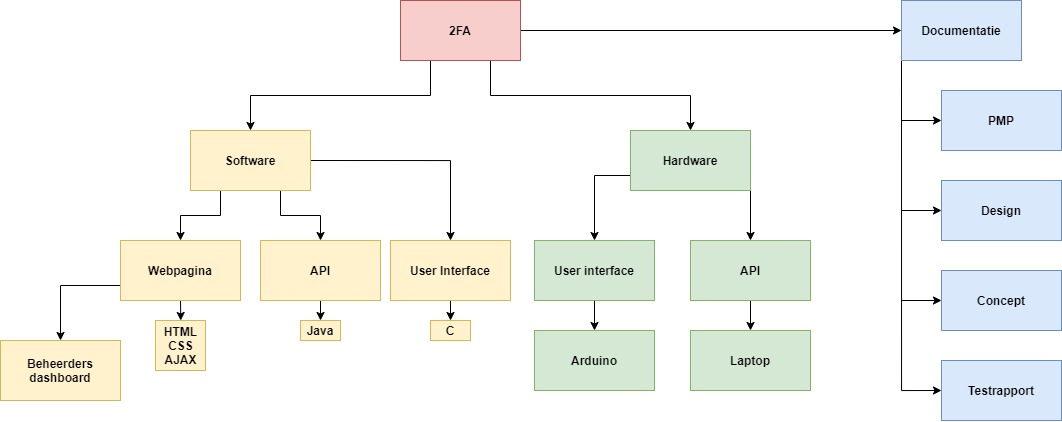 2FA
Documentatie
PMP
Software
Hardware
Design
Webpagina
API
User Interface
User interface
API
Concept
HTML
CSS
AJAX
Java
C
Beheerders
dashboard
Arduino
Laptop
Testrapport